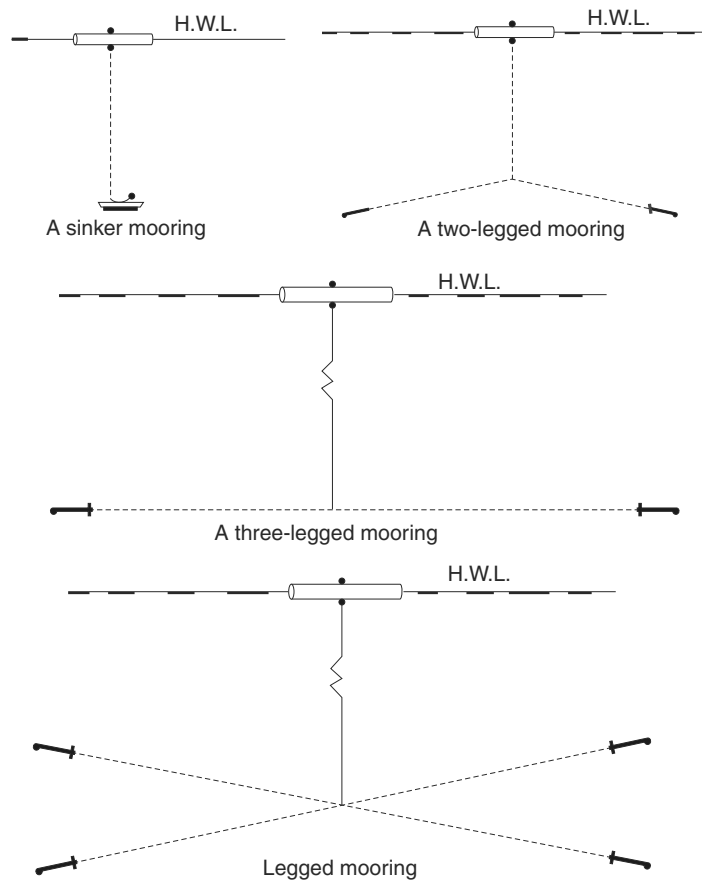 H.W.L.
H.W.L.
A sinker mooring
A two-legged mooring
H.W.L.
A three-legged mooring
H.W.L.
Legged mooring